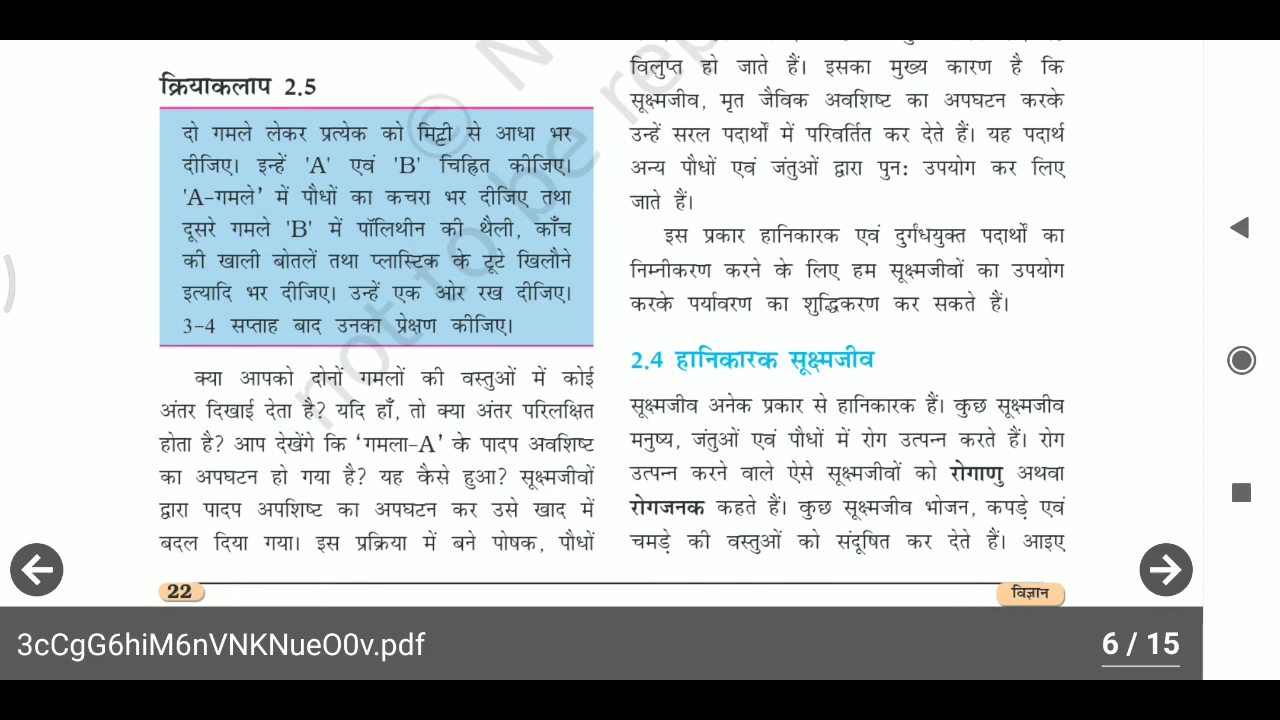 क्रियाकलाप 2.5
दो गमले लेकर प्रत्येक को मिट्टी से आधा भर
दीजिए। इन्हें 'A' एवं 'B' चिह्नित कीजिए।
'A-गमले' में पौधों का कचरा भर दीजिए तथा
दूसरे गमले 'B' में पॉलिथीन की थैली, काँच
की खाली बोतलें तथा प्लास्टिक के टूटे खिलौने
इत्यादि भर दीजिए। उन्हें एक ओर रख दीजिए।
3-4 सप्ताह बाद उनका प्रेक्षण कीजिए।
क्या आपको दोनों गमलों की वस्तुओं में कोई
अंतर दिखाई देता है? यदि हाँ, तो क्या अंतर परिलक्षित
होता है? आप देखेंगे कि 'गमला-A' के पादप अवशिष्ट
का अपघटन हो गया है? यह कैसे हुआ? सूक्ष्मजीवों
द्वारा पादप अपशिष्ट का अपघटन कर उसे खाद में
बदल दिया गया। इस प्रक्रिया में बने पोषक, पौधों
विलुप्त हो जाते हैं। इसका मुख्य कारण है कि
सूक्ष्मजीव, मृत जैविक अवशिष्ट का अपघटन करके
उन्हें सरल पदार्थों में परिवर्तित कर देते हैं। यह पदार्थ
अन्य पौधों एवं जंतुओं द्वारा पुन: उपयोग कर लिए
जाते हैं।
इस प्रकार हानिकारक एवं दुर्गंधयुक्त पदार्थों का
निम्नीकरण करने के लिए हम सूक्ष्मजीवों का उपयोग
करके पर्यावरण का शुद्धिकरण कर सकते हैं।
2.4 हानिकारक सूक्ष्मजीव
सूक्ष्मजीव अनेक प्रकार से हानिकारक हैं। कुछ सूक्ष्मजीव
मनुष्य, जंतुओं एवं पौधों में रोग उत्पन्न करते हैं। रोग
उत्पन्न करने वाले ऐसे सूक्ष्मजीवों को रोगाणु अथवा
रोगजनक कहते हैं। कुछ सूक्ष्मजीव भोजन, कपड़े एवं
चमड़े की वस्तुओं को संदूषित कर देते हैं। आइए
22
विज्ञान
© N
not to be rep
3cCgG6hiM6nVNKNueO0v.pdf
6 / 15